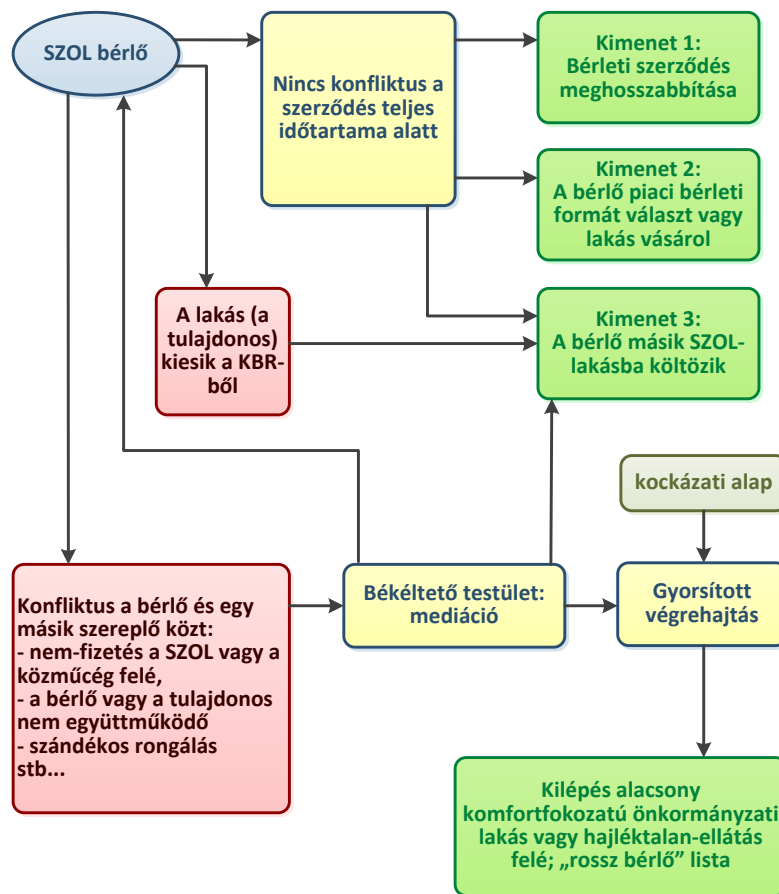 SZOL bérlő
Nincs konfliktus a
szerződés teljes
időtartama alatt
Kimenet 1:
Bérleti szerződés
meghosszabbítása
Kimenet 2:
A bérlő piaci bérleti
formát választ vagy
lakás vásárol
A lakás (a
tulajdonos)
kiesik a KBR-
ből
Kimenet 3:
A bérlő másik SZOL-
lakásba költözik
kockázati alap
Konfliktus a bérlő és egy
másik szereplő közt:
- nem-fizetés a SZOL vagy a
közműcég felé,
- a bérlő vagy a tulajdonos
nem együttműködő
- szándékos rongálás
stb...
Békéltető testület:
mediáció
Gyorsított
végrehajtás
Kilépés alacsony
komfortfokozatú önkormányzati
lakás vagy hajléktalan-ellátás
felé; „rossz bérlő” lista